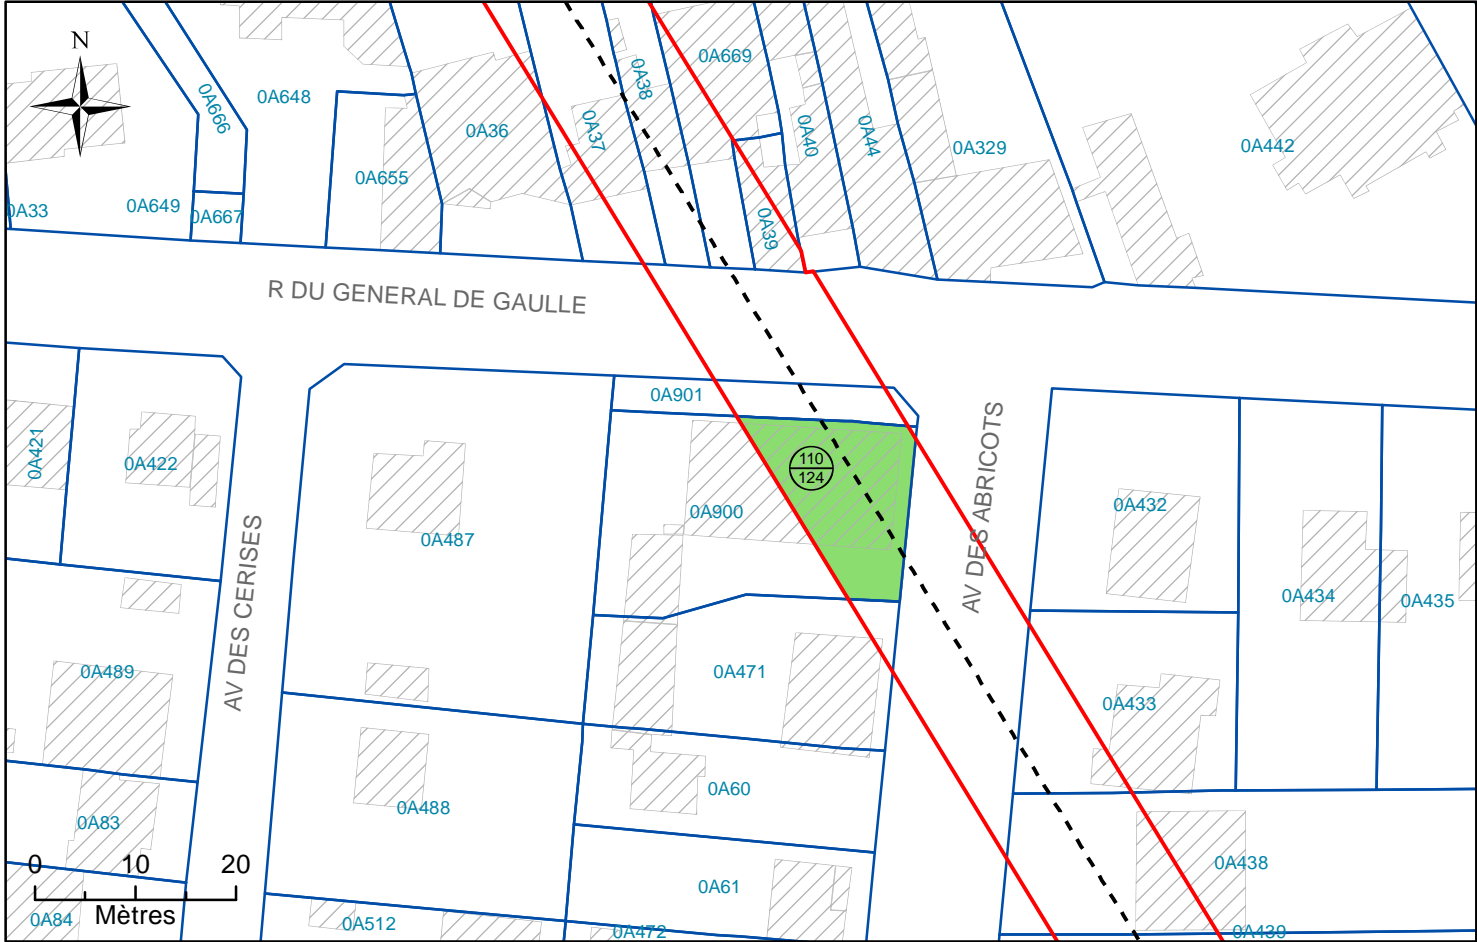 N
0A669
0A38
0A666
0A648
0A36
0A37
0A40
0A44
0A329
0A442
0A655
0A33
0A649
0A667
0A39
R DU GENERAL DE GAULLE
0A901
AV DES ABRICOTS
0A421
0A422
110
124
0A432
0A900
0A487
AV DES CERISES
0A434
0A435
0A489
0A471
0A433
0A60
0A488
0A83
0 10 20
Mètres
0A438
0A61
0A84
0A512
0A472
0A439